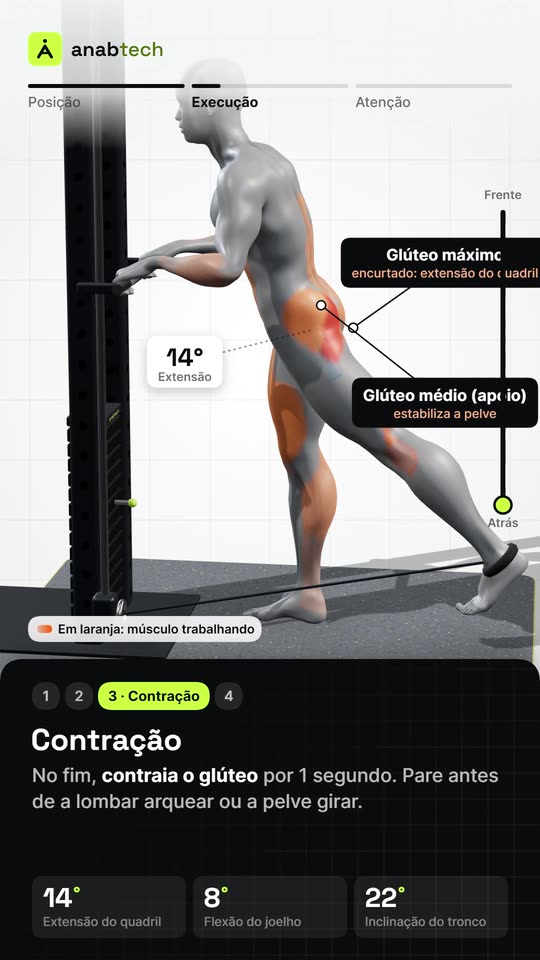 anabtech
Posição
Execução
Atenção
Frente
Glúteo máximo
encurtado: extensão do quadril
14°
Extensão
Glúteo médio (apoio)
estabiliza a pelve
Atrás
Em laranja: músculo trabalhando
1
2
3 · Contração
4
Contração
No fim, contraia o glúteo por 1 segundo. Pare antes
de a lombar arquear ou a pelve girar.
14°
8°
22°
Extensão do quadril
Flexão do joelho
Inclinação do tronco